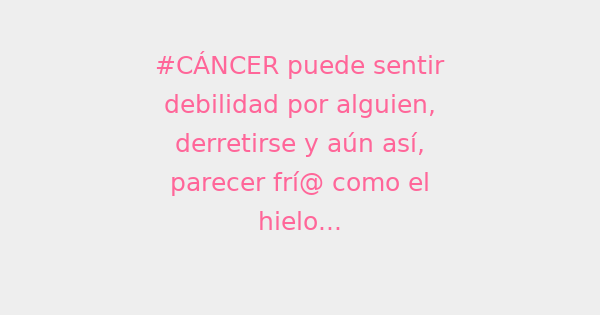 #CÁNCER puede sentir
debilidad por alguien,
derretirse y aún así,
parecer frí@ como el
hielo...